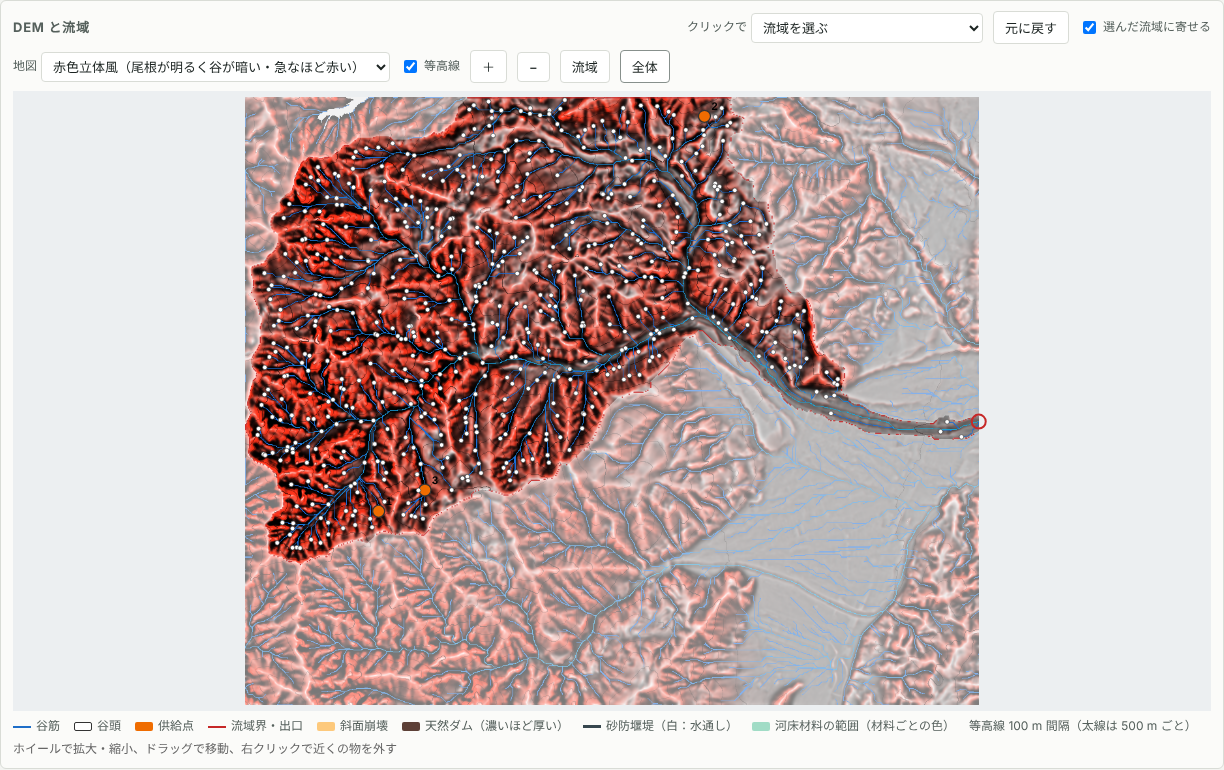 DEM と流域
クリックで 流域を選ぶ 元に戻す 選んだ流域に寄せる
地図 赤色立体風（尾根が明るく谷が暗い・急なほど赤い） 等高線 ＋ − 流域 全体
2
3
谷筋 谷頭 供給点 流域界・出口 斜面崩壊 天然ダム（濃いほど厚い） 砂防堰堤（白：水通し） 河床材料の範囲（材料ごとの色） 等高線 100 m 間隔（太線は 500 m ごと）
ホイールで拡大・縮小、ドラッグで移動、右クリックで近くの物を外す